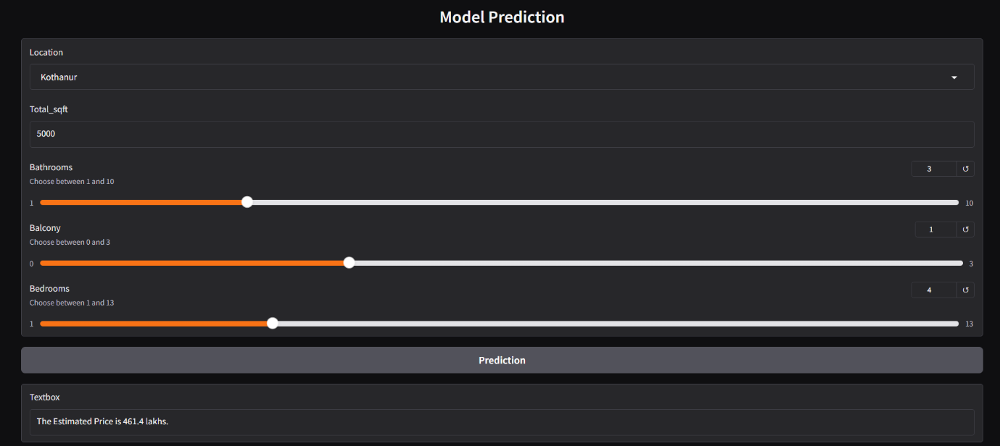 Model Prediction
Location
Kothanur
Total_sqft
5000
Bathrooms
3 ↺
Choose between 1 and 10
1 10
Balcony
1 ↺
Choose between 0 and 3
0 3
Bedrooms
4 ↺
Choose between 1 and 13
1 13
Prediction
Textbox
The Estimated Price is 461.4 lakhs.